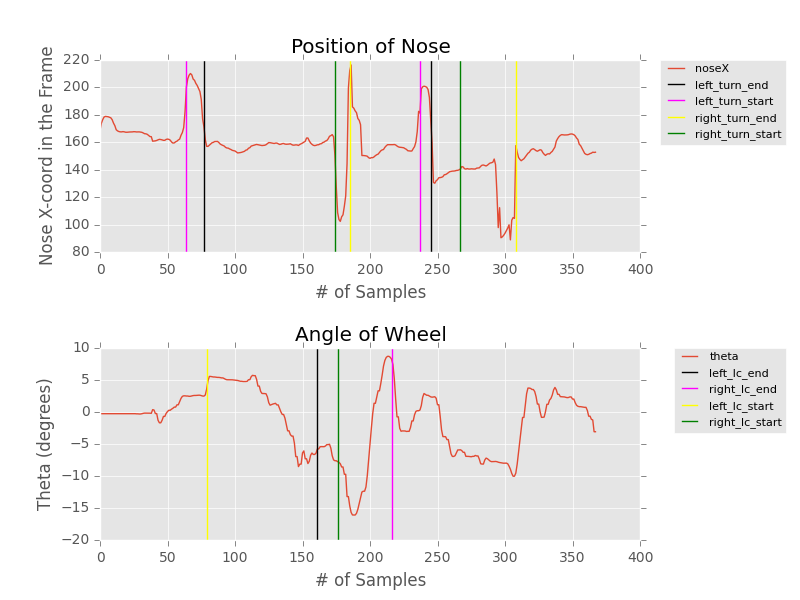 Position of Nose
Nose X-coord in the Frame
220
200
180
160
140
120
100
80
0 50 100 150 200 250 300 350 400
# of Samples
noseX
left_turn_end
left_turn_start
right_turn_end
right_turn_start
Angle of Wheel
Theta (degrees)
10
5
0
−5
−10
−15
−20
0 50 100 150 200 250 300 350 400
# of Samples
theta
left_lc_end
right_lc_end
left_lc_start
right_lc_start